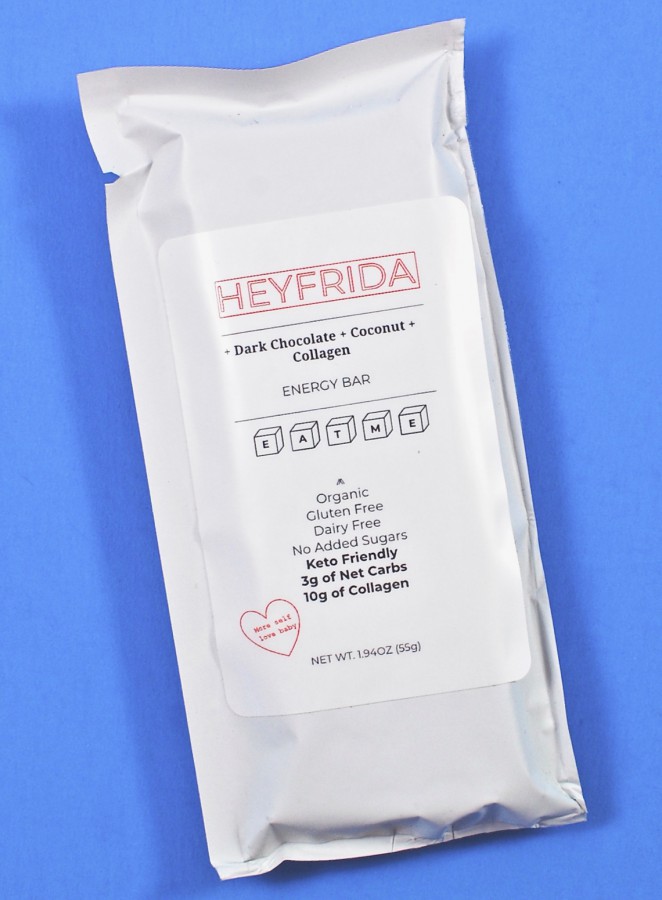 HEYFRIDA
+ Dark Chocolate + Coconut +
Collagen
ENERGY BAR
E A T M E
Organic
Gluten Free
Dairy Free
No Added Sugars
Keto Friendly
3g of Net Carbs
10g of Collagen
More self
love baby
NET WT. 1.94OZ (55g)